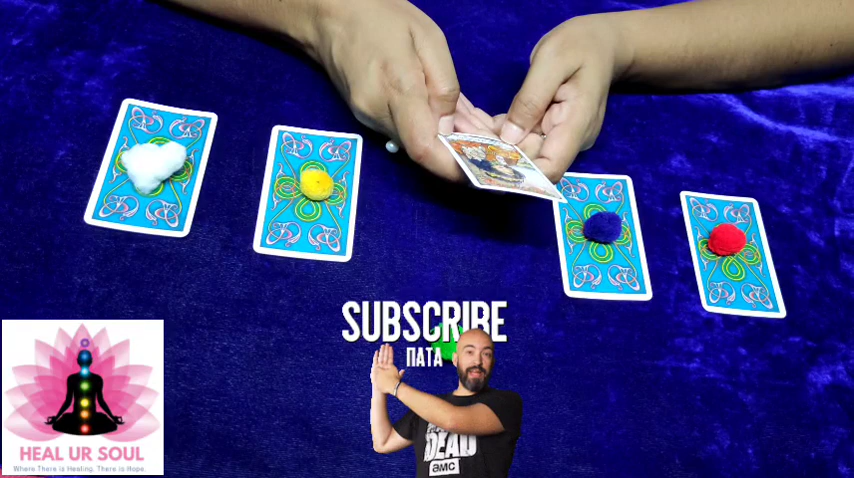 SUBSCRIBE
ПАТА
HEAL UR SOUL
Where There is Healing. There is Hope.
DEAD
AMC